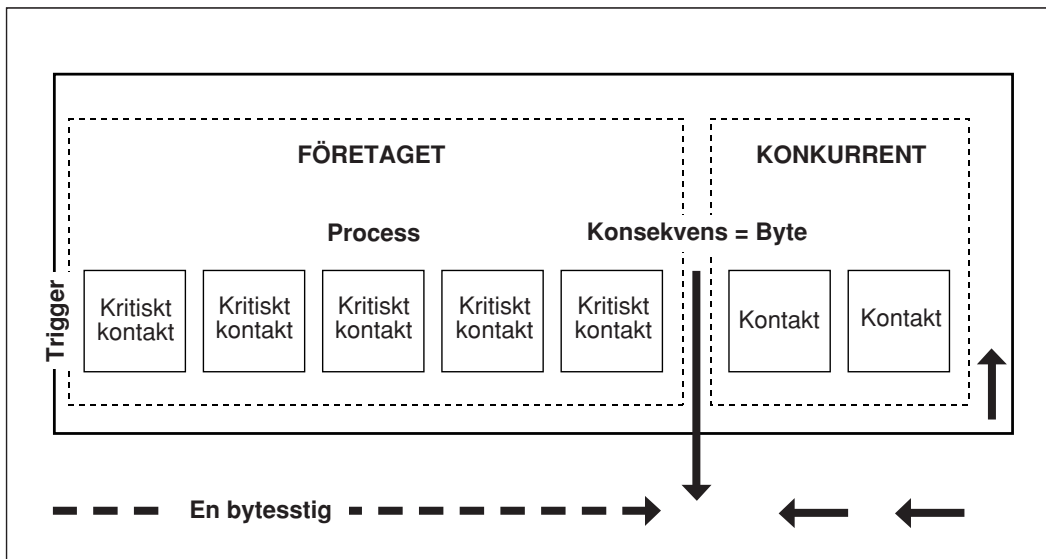 FÖRETAGET
KONKURRENT
Process
Konsekvens = Byte
Trigger
Kritiskt
kontakt
Kritiskt
kontakt
Kritiskt
kontakt
Kritiskt
kontakt
Kritiskt
kontakt
Kontakt
Kontakt
En bytesstig